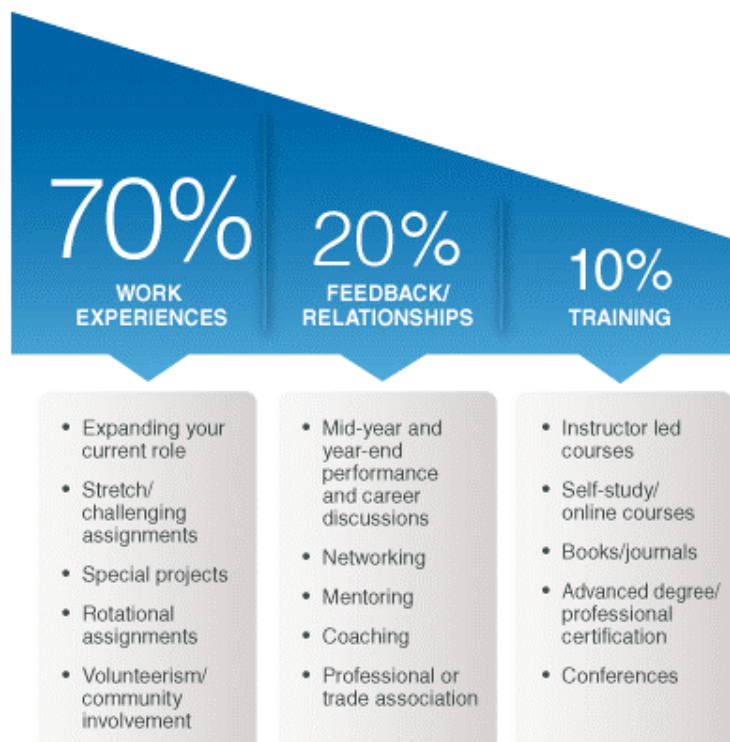 70%
WORK
EXPERIENCES
20%
FEEDBACK/
RELATIONSHIPS
10%
TRAINING
• Expanding your
current role
• Stretch/
challenging
assignments
• Special projects
• Rotational
assignments
• Volunteerism/
community
involvement
• Mid-year and
year-end
performance
and career
discussions
• Networking
• Mentoring
• Coaching
• Professional or
trade association
• Instructor led
courses
• Self-study/
online courses
• Books/journals
• Advanced degree/
professional
certification
• Conferences